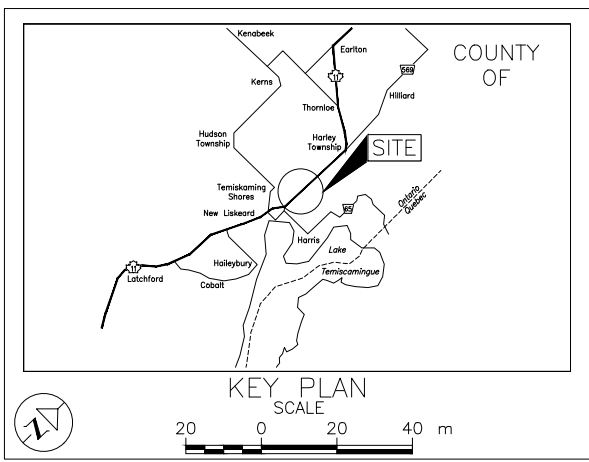 Kenabeek
Earlton
COUNTY
OF
11
569
Kerns
Hilliard
Thornloe
Hudson
Township
Harley
Township
SITE
Temiskaming
Shores
New Liskeard
65
Ontario
Quebec
Harris
Lake
Temiscamingue
Haileybury
11
Latchford
Cobalt
KEY PLAN
SCALE
20 0 20 40 m
N